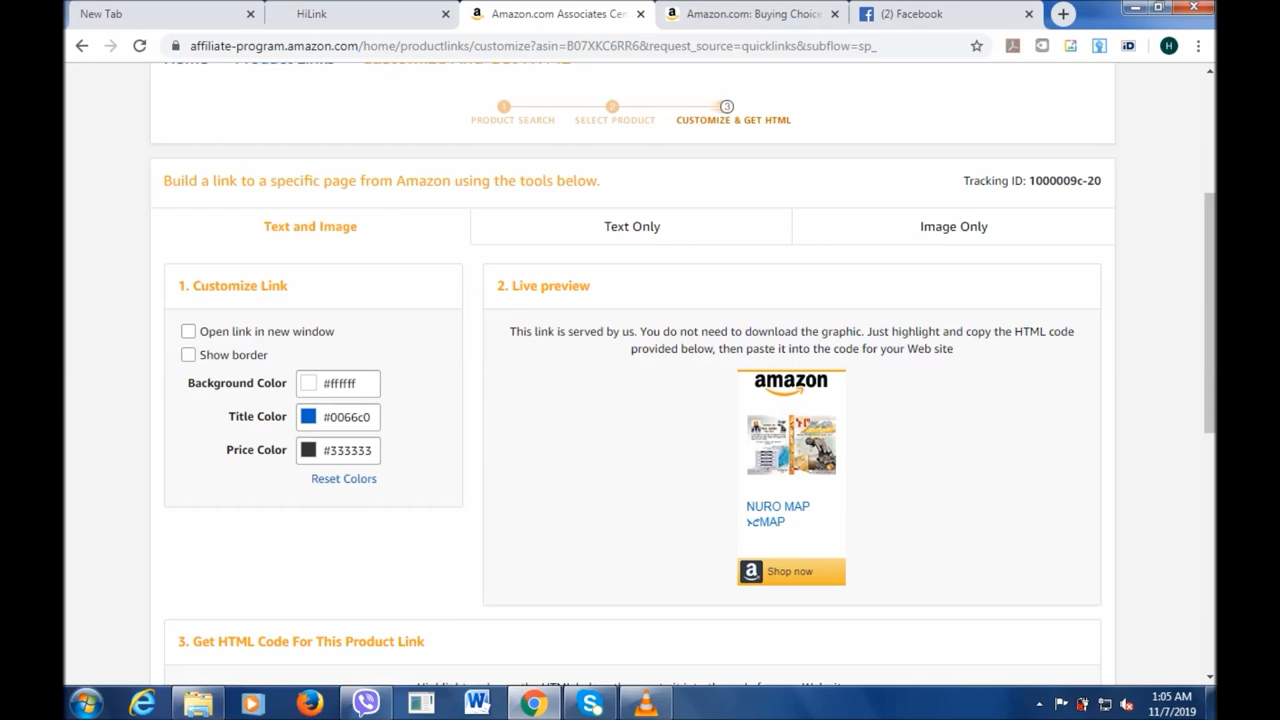 New Tab
HiLink
Amazon.com Associates Cen
Amazon.com: Buying Choice
(2) Facebook
affiliate-program.amazon.com/home/productlinks/customize?asin=B07XKC6RR6&request_source=quicklinks&subflow=sp_
iD
H
1
2
3
PRODUCT SEARCH
SELECT PRODUCT
CUSTOMIZE & GET HTML
Build a link to a specific page from Amazon using the tools below.
Tracking ID: 1000009c-20
Text and Image
Text Only
Image Only
1. Customize Link
Open link in new window
Show border
Background Color
#ffffff
Title Color
#0066c0
Price Color
#333333
Reset Colors
2. Live preview
This link is served by us. You do not need to download the graphic. Just highlight and copy the HTML code
provided below, then paste it into the code for your Web site
amazon
NURO MAP
MAP
a Shop now
3. Get HTML Code For This Product Link
1:05 AM
11/7/2019